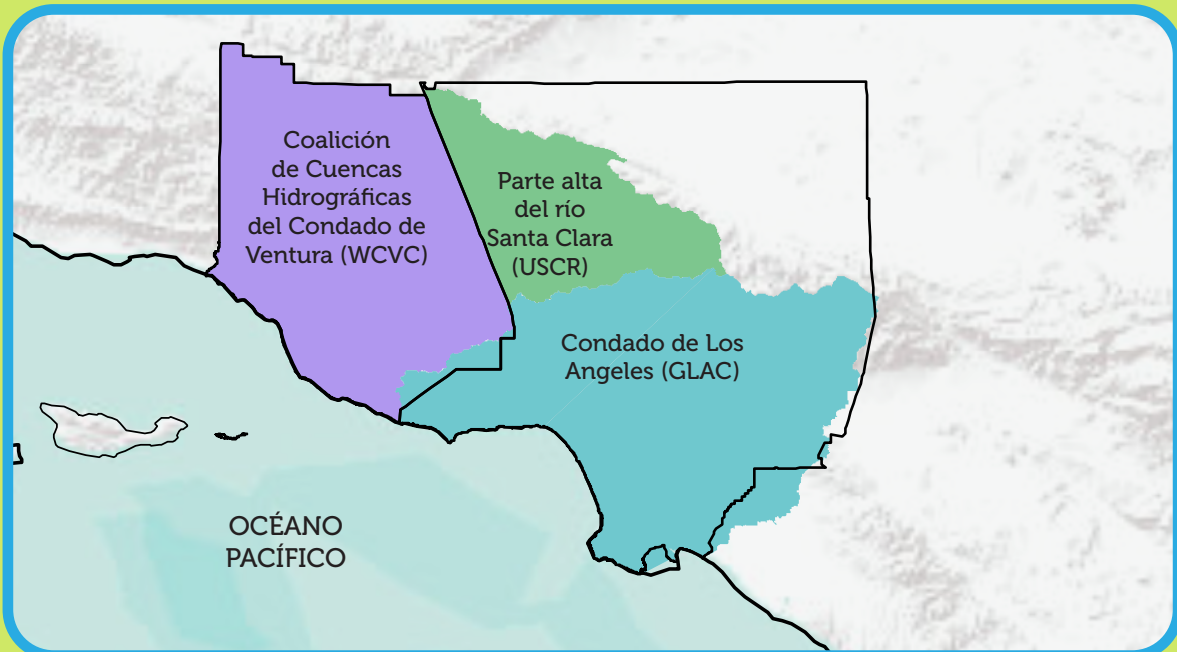 Coalición
de Cuencas
Hidrográficas
del Condado de
Ventura (WCVC)
Parte alta
del río
Santa Clara
(USCR)
Condado de Los
Angeles (GLAC)
OCÉANO
PACÍFICO